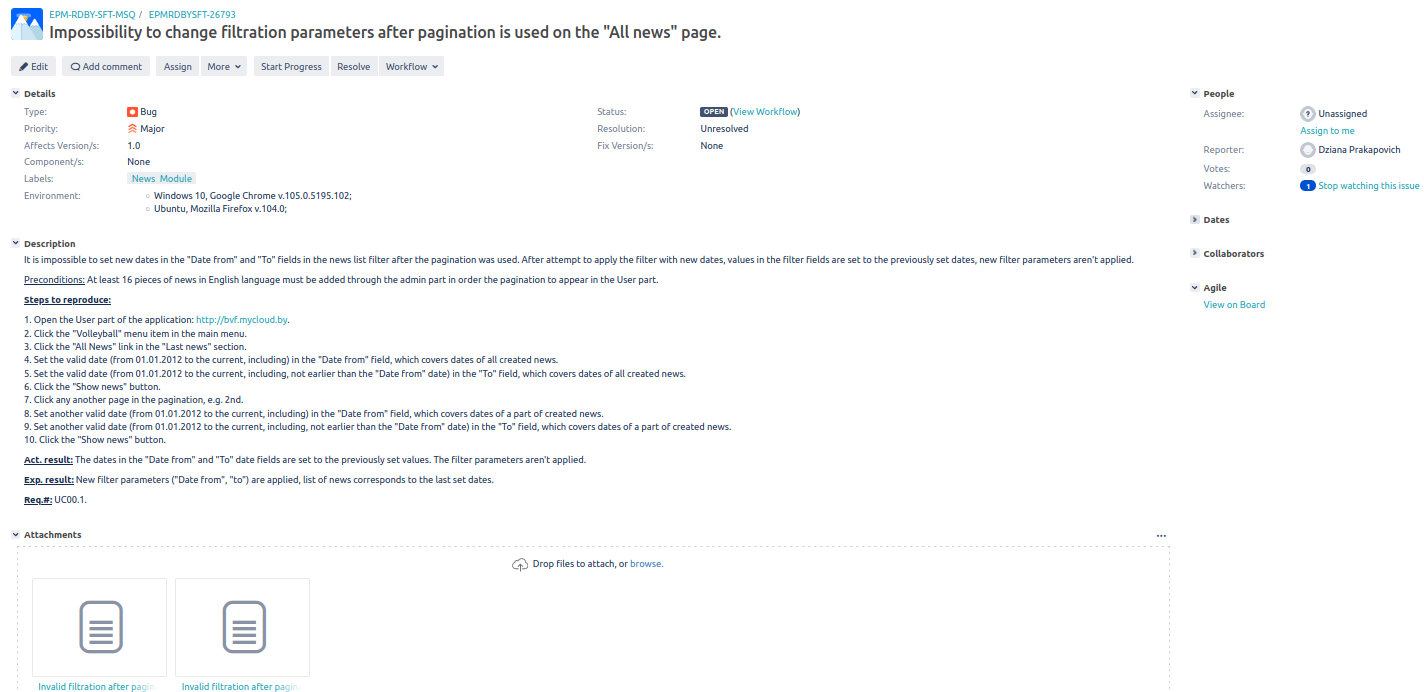 EPM-RDBY-SFT-MSQ / EPMRDBYSFT-26793
Impossibility to change filtration parameters after pagination is used on the "All news" page.
Edit Add comment Assign More Start Progress Resolve Workflow
Details
Type: Bug
Priority: Major
Affects Version/s: 1.0
Component/s: None
Labels: News Module
Environment:
Windows 10, Google Chrome v.105.0.5195.102;
Ubuntu, Mozilla Firefox v.104.0;
Status: OPEN (View Workflow)
Resolution: Unresolved
Fix Version/s: None
Description
It is impossible to set new dates in the "Date from" and "To" fields in the news list filter after the pagination was used. After attempt to apply the filter with new dates, values in the filter fields are set to the previously set dates, new filter parameters aren't applied.
Preconditions: At least 16 pieces of news in English language must be added through the admin part in order the pagination to appear in the User part.
Steps to reproduce:
1. Open the User part of the application: http://bvf.mycloud.by.
2. Click the "Volleyball" menu item in the main menu.
3. Click the "All News" link in the "Last news" section.
4. Set the valid date (from 01.01.2012 to the current, including) in the "Date from" field, which covers dates of all created news.
5. Set the valid date (from 01.01.2012 to the current, including, not earlier than the "Date from" date) in the "To" field, which covers dates of all created news.
6. Click the "Show news" button.
7. Click any another page in the pagination, e.g. 2nd.
8. Set another valid date (from 01.01.2012 to the current, including) in the "Date from" field, which covers dates of a part of created news.
9. Set another valid date (from 01.01.2012 to the current, including, not earlier than the "Date from" date) in the "To" field, which covers dates of a part of created news.
10. Click the "Show news" button.
Act. result: The dates in the "Date from" and "To" date fields are set to the previously set values. The filter parameters aren't applied.
Exp. result: New filter parameters ("Date from", "to") are applied, list of news corresponds to the last set dates.
Req.#: UC00.1.
Attachments
Drop files to attach, or browse.
Invalid filtration after pagin
Invalid filtration after pagin
People
Assignee: Unassigned
Assign to me
Reporter: Dziana Prakapovich
Votes: 0
Watchers: 1 Stop watching this issue
Dates
Collaborators
Agile
View on Board